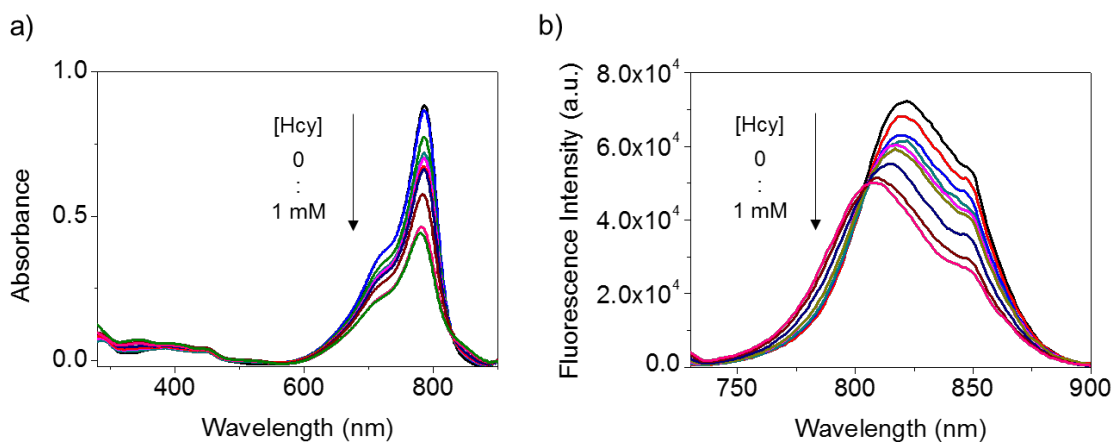 a)
1.0
0.5
0.0
Absorbance
[Hcy]
0
:
1 mM
400
600
800
Wavelength (nm)
b)
8.0x10⁴
6.0x10⁴
4.0x10⁴
2.0x10⁴
0.0
Fluorescence Intensity (a.u.)
[Hcy]
0
:
1 mM
750
800
850
900
Wavelength (nm)